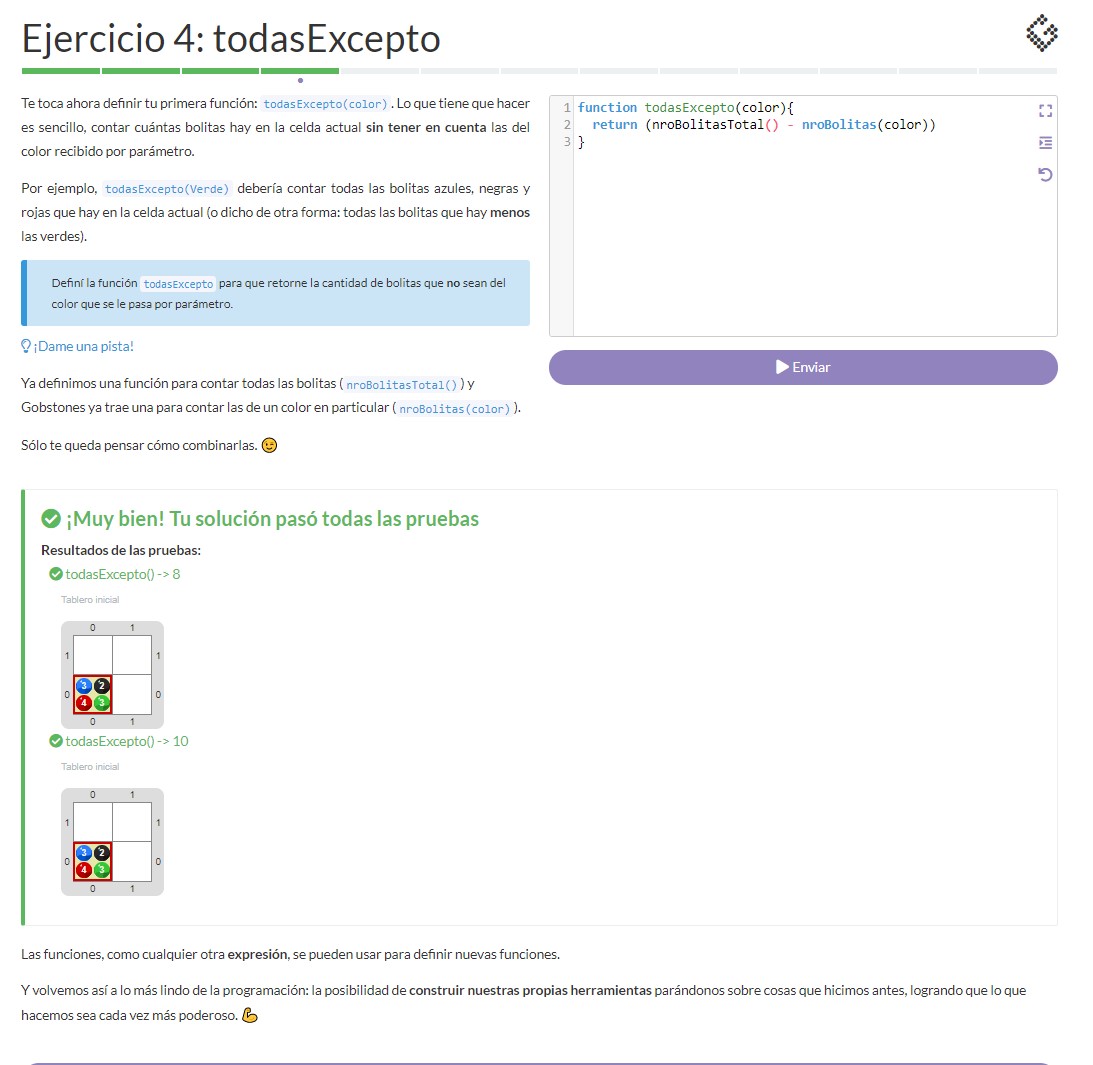 Ejercicio 4: todasExcepto
Te toca ahora definir tu primera función: todasExcepto(color). Lo que tiene que hacer
es sencillo, contar cuántas bolitas hay en la celda actual sin tener en cuenta las del
color recibido por parámetro.
Por ejemplo, todasExcepto(Verde) debería contar todas las bolitas azules, negras y
rojas que hay en la celda actual (o dicho de otra forma: todas las bolitas que hay menos
las verdes).
Definí la función todasExcepto para que retorne la cantidad de bolitas que no sean del
color que se le pasa por parámetro.
¡Dame una pista!
Ya definimos una función para contar todas las bolitas ( nroBolitasTotal() ) y
Gobstones ya trae una para contar las de un color en particular ( nroBolitas(color) ).
Sólo te queda pensar cómo combinarlas. 😉
1 function todasExcepto(color){
2 return (nroBolitasTotal() - nroBolitas(color))
3 }
Enviar
¡Muy bien! Tu solución pasó todas las pruebas
Resultados de las pruebas:
todasExcepto() -> 8
Tablero inicial
0 1
1 1
3 2
0 0
4 3
0 1
todasExcepto() -> 10
Tablero inicial
0 1
1 1
3 2
0 0
4 3
0 1
Las funciones, como cualquier otra expresión, se pueden usar para definir nuevas funciones.
Y volvemos así a lo más lindo de la programación: la posibilidad de construir nuestras propias herramientas parándonos sobre cosas que hicimos antes, logrando que lo que
hacemos sea cada vez más poderoso. 💪